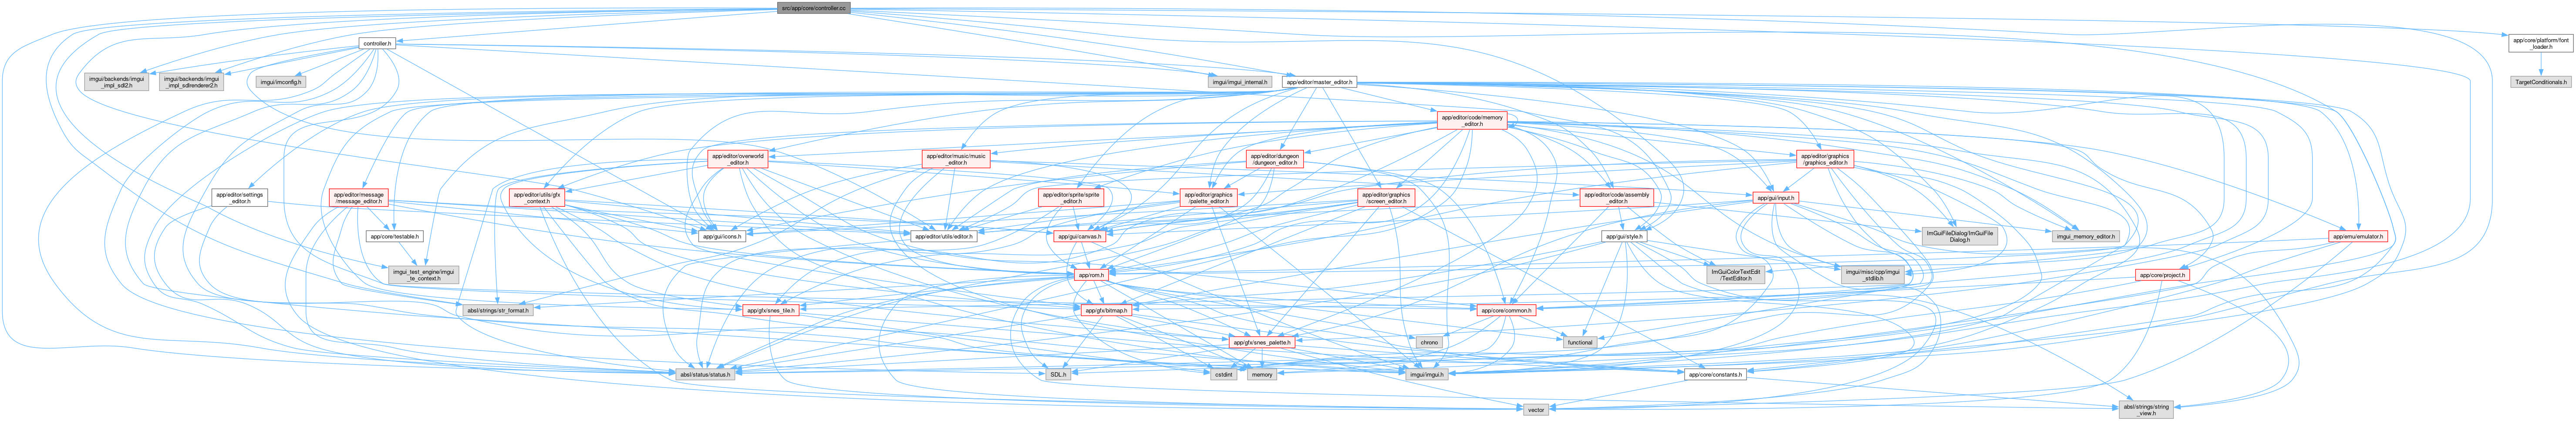 src/app/core/controller.cc
controller.h
app/core/platform/font
_loader.h
imgui/backends/imgui
_impl_sdl2.h
imgui/backends/imgui
_impl_sdlrenderer2.h
imgui/imconfig.h
imgui/imgui_internal.h
app/editor/master_editor.h
TargetConditionals.h
app/editor/code/memory
_editor.h
app/editor/overworld
_editor.h
app/editor/music/music
_editor.h
app/editor/dungeon
/dungeon_editor.h
app/editor/graphics
/graphics_editor.h
app/editor/settings
_editor.h
app/editor/message
/message_editor.h
app/editor/utils/gfx
_context.h
app/editor/sprite/sprite
_editor.h
app/editor/graphics
/palette_editor.h
app/editor/graphics
/screen_editor.h
app/editor/code/assembly
_editor.h
app/gui/input.h
app/core/testable.h
app/gui/icons.h
app/editor/utils/editor.h
app/gui/canvas.h
app/gui/style.h
ImGuiFileDialog/ImGuiFile
Dialog.h
imgui_memory_editor.h
app/emu/emulator.h
imgui_test_engine/imgui
_te_context.h
app/rom.h
ImGuiColorTextEdit
/TextEditor.h
imgui/misc/cpp/imgui
_stdlib.h
app/core/project.h
absl/strings/str_format.h
app/gfx/snes_tile.h
app/gfx/bitmap.h
app/core/common.h
app/gfx/snes_palette.h
chrono
functional
absl/status/status.h
SDL.h
cstdint
memory
imgui/imgui.h
app/core/constants.h
vector
absl/strings/string
_view.h